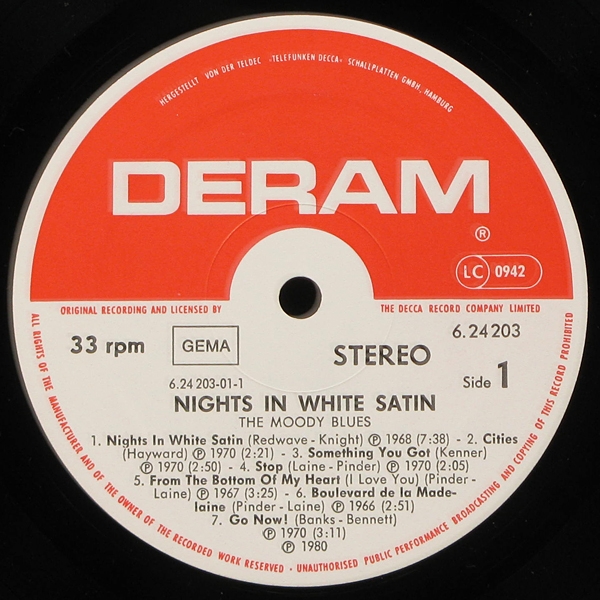 HERGESTELLT VON DER TELDEC »TELEFUNKEN DECCA« SCHALLPLATTEN GMBH, HAMBURG
DERAM
®
LC 0942
ORIGINAL RECORDING AND LICENSED BY THE DECCA RECORD COMPANY LIMITED
33 rpm
GEMA
STEREO
6.24203
6.24 203-01-1
Side 1
NIGHTS IN WHITE SATIN
THE MOODY BLUES
1. Nights In White Satin (Redwave - Knight) ℗ 1968 (7:38) - 2. Cities
(Hayward) ℗ 1970 (2:21) - 3. Something You Got (Kenner)
℗ 1970 (2:50) - 4. Stop (Laine - Pinder) ℗ 1970 (2:05)
5. From The Bottom Of My Heart (I Love You) (Pinder -
Laine) ℗ 1967 (3:25) - 6. Boulevard de la Made-
laine (Pinder - Laine) ℗ 1966 (2:51)
7. Go Now! (Banks - Bennett)
℗ 1970 (3:11)
℗ 1980
ALL RIGHTS OF THE MANUFACTURER AND OF THE OWNER OF THE RECORDED WORK RESERVED · UNAUTHORISED PUBLIC PERFORMANCE BROADCASTING AND COPYING OF THIS RECORD PROHIBITED